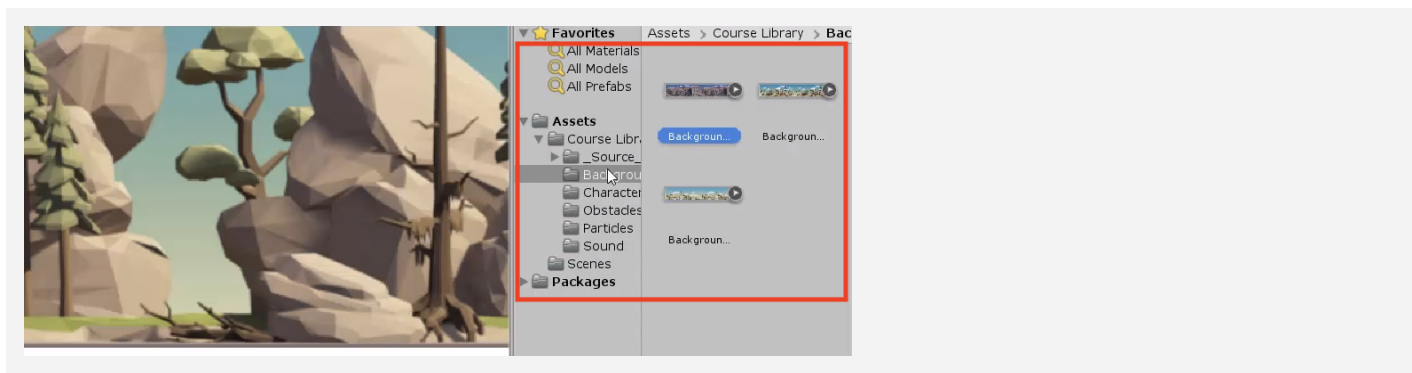 Favorites
All Materials
All Models
All Prefabs
Assets
Course Libr
_Source_
Backgrou
Character
Obstacles
Particles
Sound
Scenes
Packages
Assets > Course Library > Bac
Backgroun... Backgroun...
Backgroun...